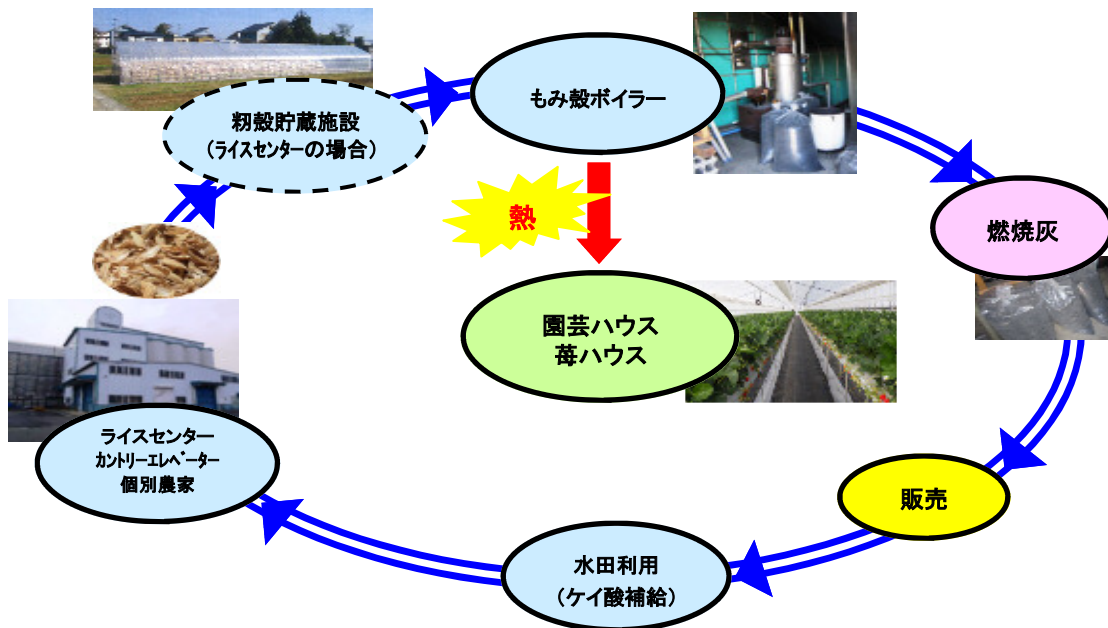 もみ殻ボイラー
籾殻貯蔵施設
（ライスセンターの場合）
熱
燃焼灰
園芸ハウス
苺ハウス
ライスセンター
カントリーエレベーター
個別農家
販売
水田利用
（ケイ酸補給）